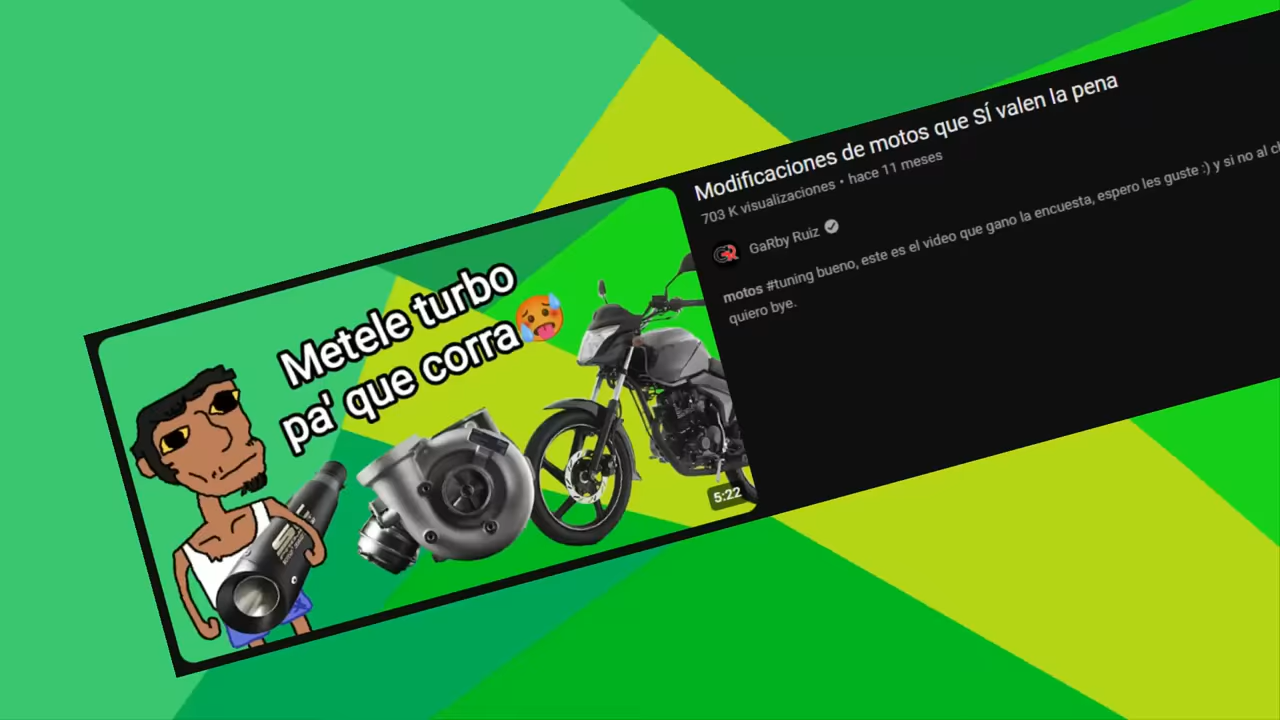 Metele turbo
pa' que corra🥵
5:22
Modificaciones de motos que SÍ valen la pena
703 K visualizaciones • hace 11 meses
GaRby Ruiz
motos #tuning bueno, este es el video que gano la encuesta, espero les guste :) y si no al
quiero bye.